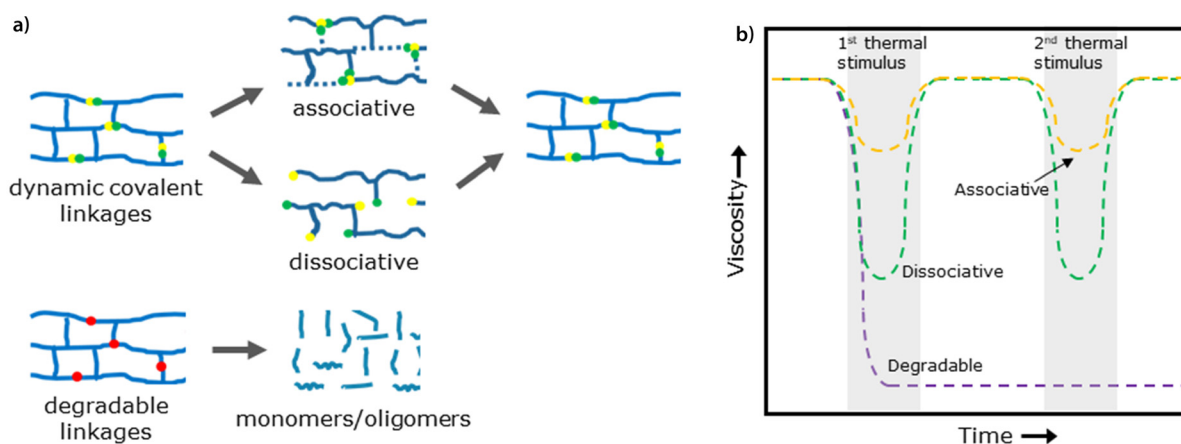 a)
associative
dynamic covalent
linkages
dissociative
degradable
linkages
monomers/oligomers
b)
1st thermal
stimulus
2nd thermal
stimulus
Viscosity
Associative
Dissociative
Degradable
Time